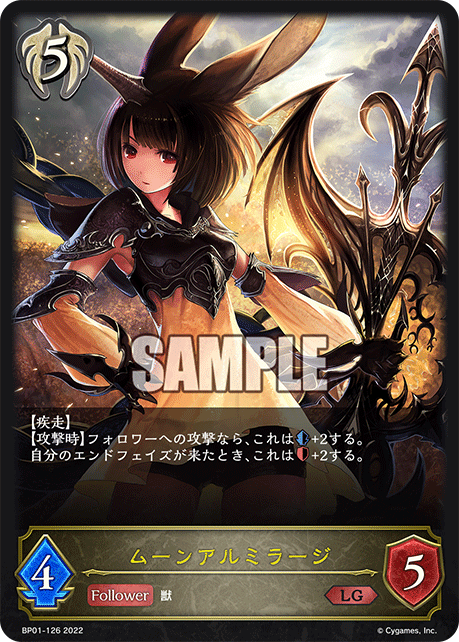 5
SAMPLE
【疾走】
【攻撃時】フォロワーへの攻撃なら、これは+2する。
自分のエンドフェイズが来たとき、これは+2する。
ムーンアルミラージ
4
Follower 獣 LG
5
BP01-126 2022 © Cygames, Inc.